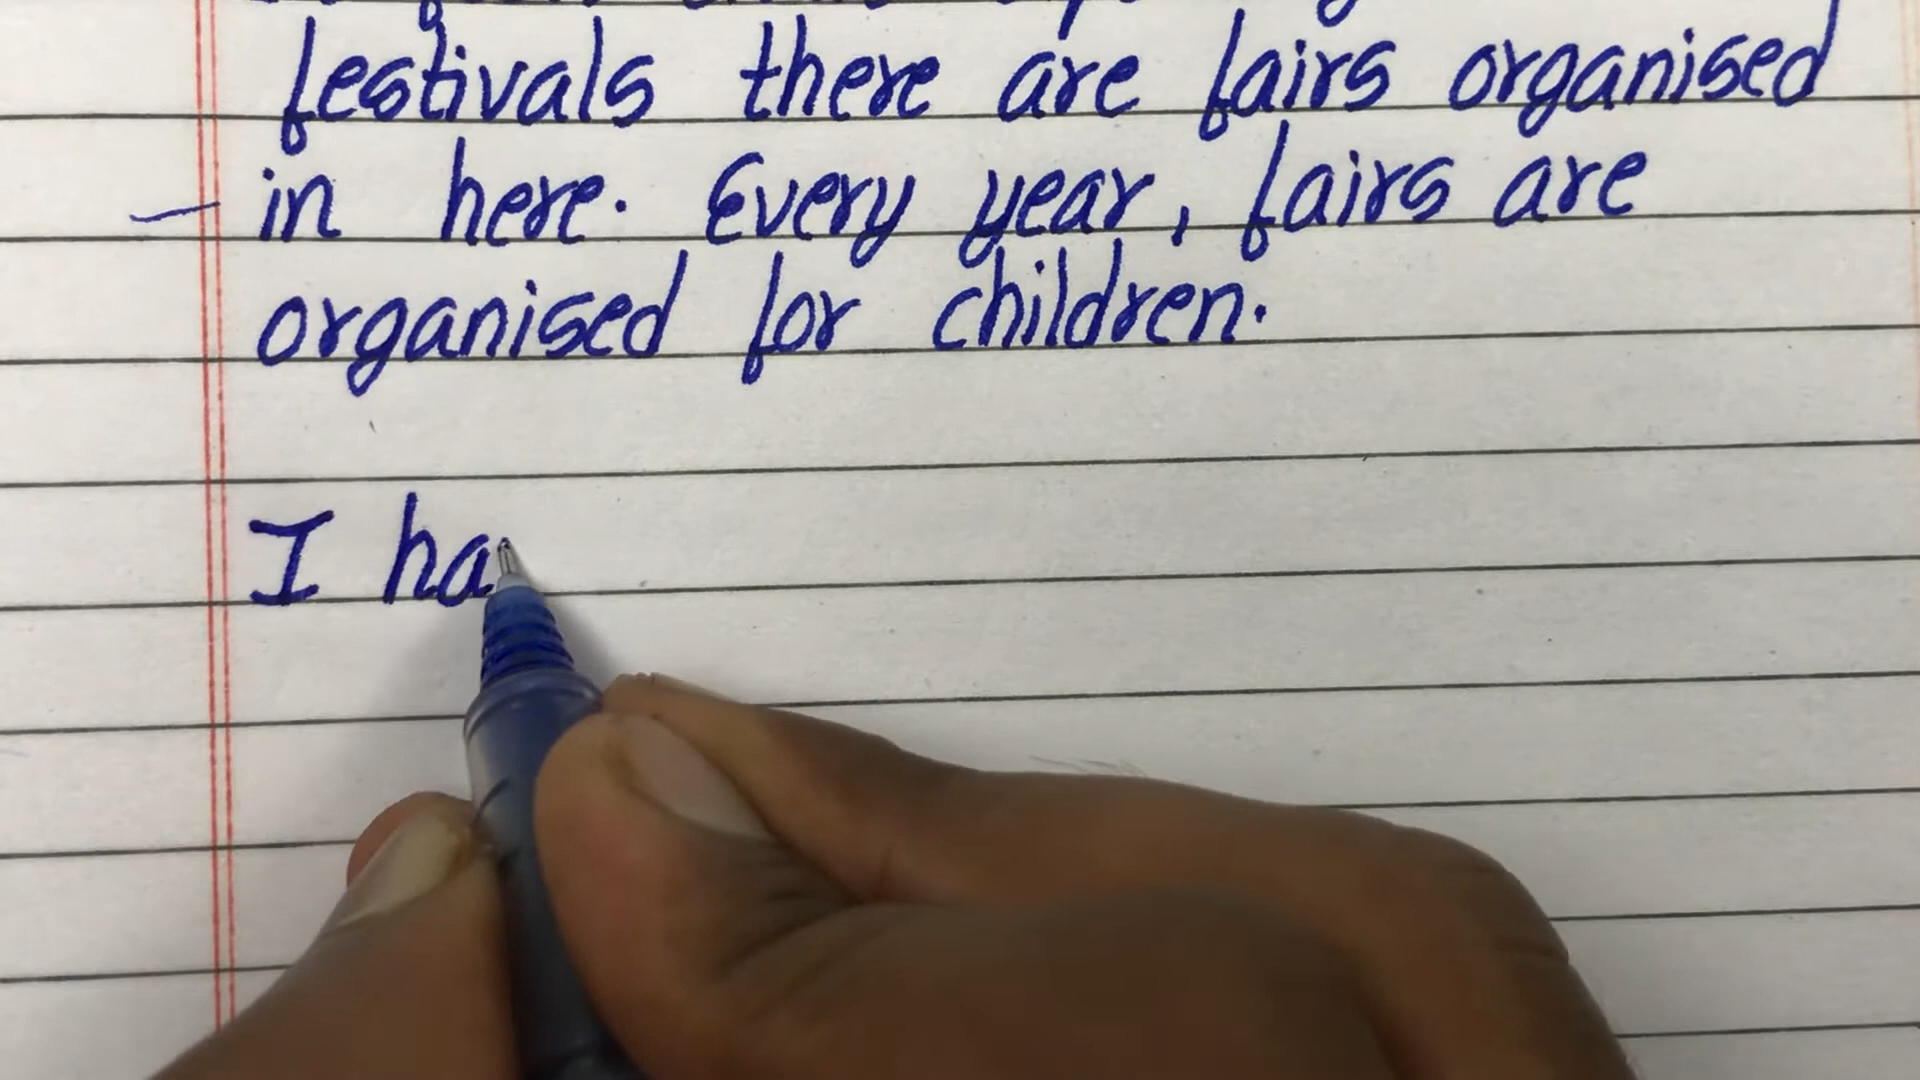 festivals there are fairs organised
in here. Every year, fairs are
organised for children.
I ha